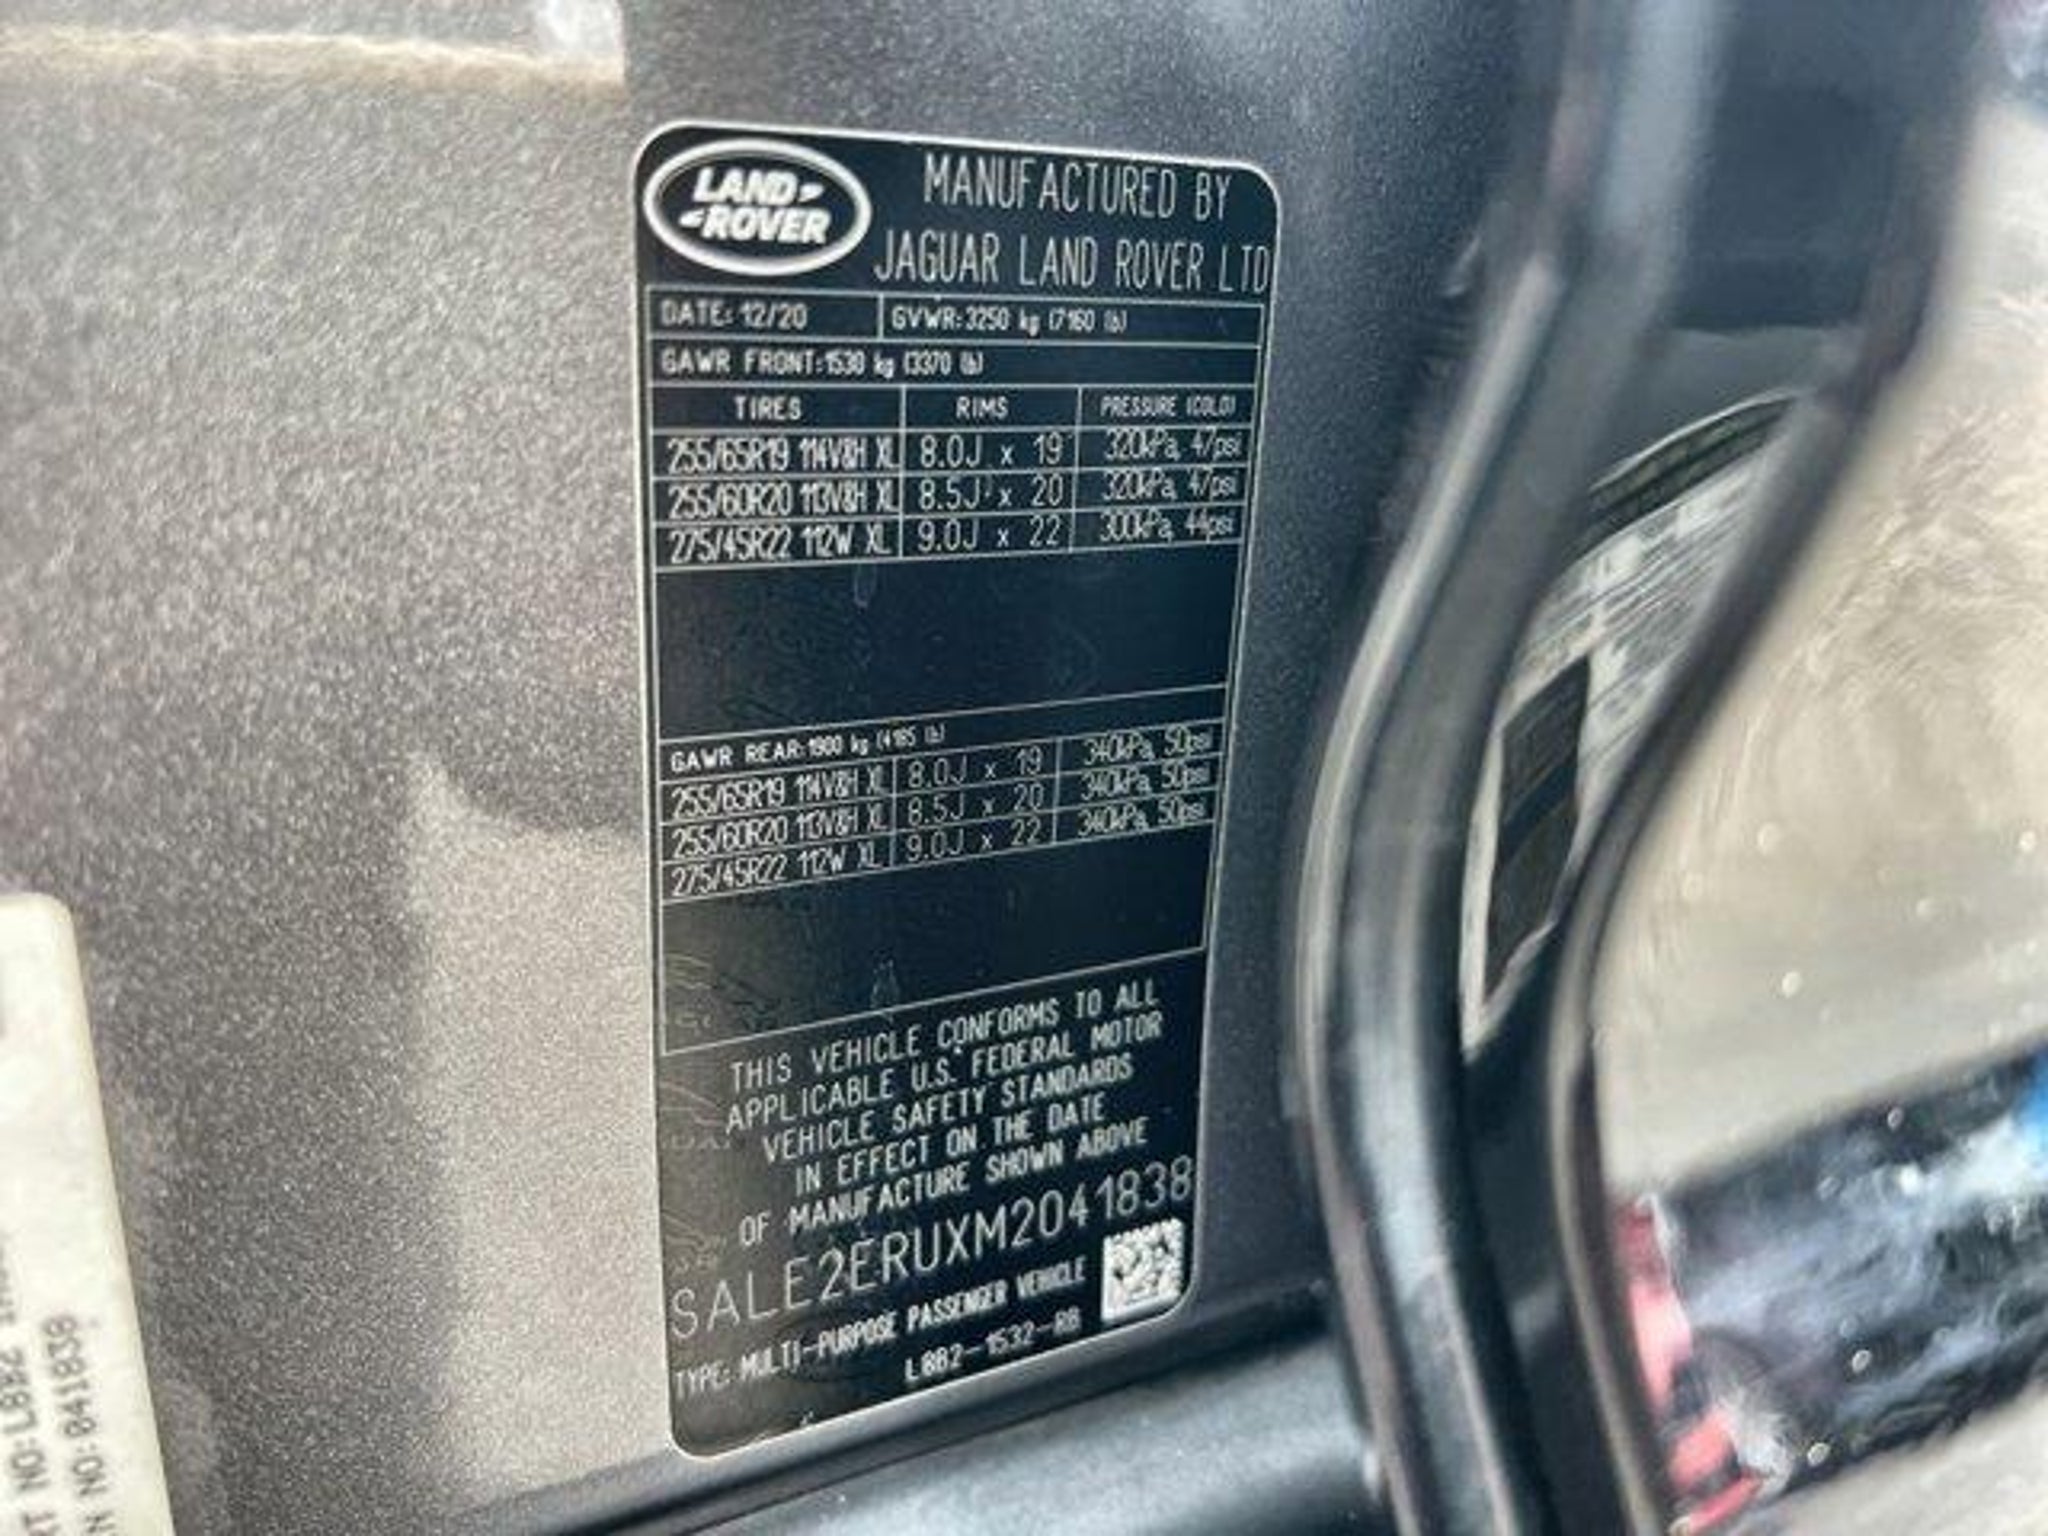 LAND ROVER
MANUFACTURED BY
JAGUAR LAND ROVER LTD
DATE: 12/20 GVWR: 3250 kg (7160 lb)
GAWR FRONT: 1530 kg (3370 lb)
TIRES RIMS PRESSURE (COLD)
255/65R19 114V&H XL 8.0J x 19 320kPa, 47psi
255/60R20 113V&H XL 8.5J x 20 320kPa, 47psi
275/45R22 112W XL 9.0J x 22 300kPa, 44psi
GAWR REAR: 1900 kg (4185 lb)
255/65R19 114V&H XL 8.0J x 19 340kPa, 50psi
255/60R20 113V&H XL 8.5J x 20 340kPa, 50psi
275/45R22 112W XL 9.0J x 22 340kPa, 50psi
THIS VEHICLE CONFORMS TO ALL
APPLICABLE U.S. FEDERAL MOTOR
VEHICLE SAFETY STANDARDS
IN EFFECT ON THE DATE
OF MANUFACTURE SHOWN ABOVE
SALE2ERUXM2041838
TYPE: MULTI-PURPOSE PASSENGER VEHICLE
L8B2-1532-RB
NO:L8B2
NO:041838